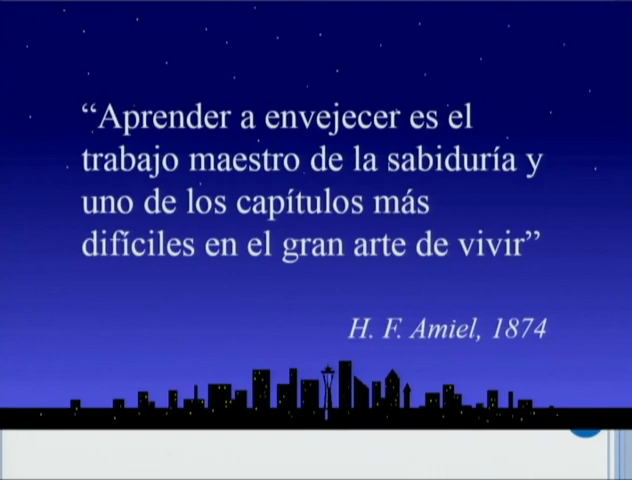 “Aprender a envejecer es el
trabajo maestro de la sabiduría y
uno de los capítulos más
difíciles en el gran arte de vivir”
H. F. Amiel, 1874